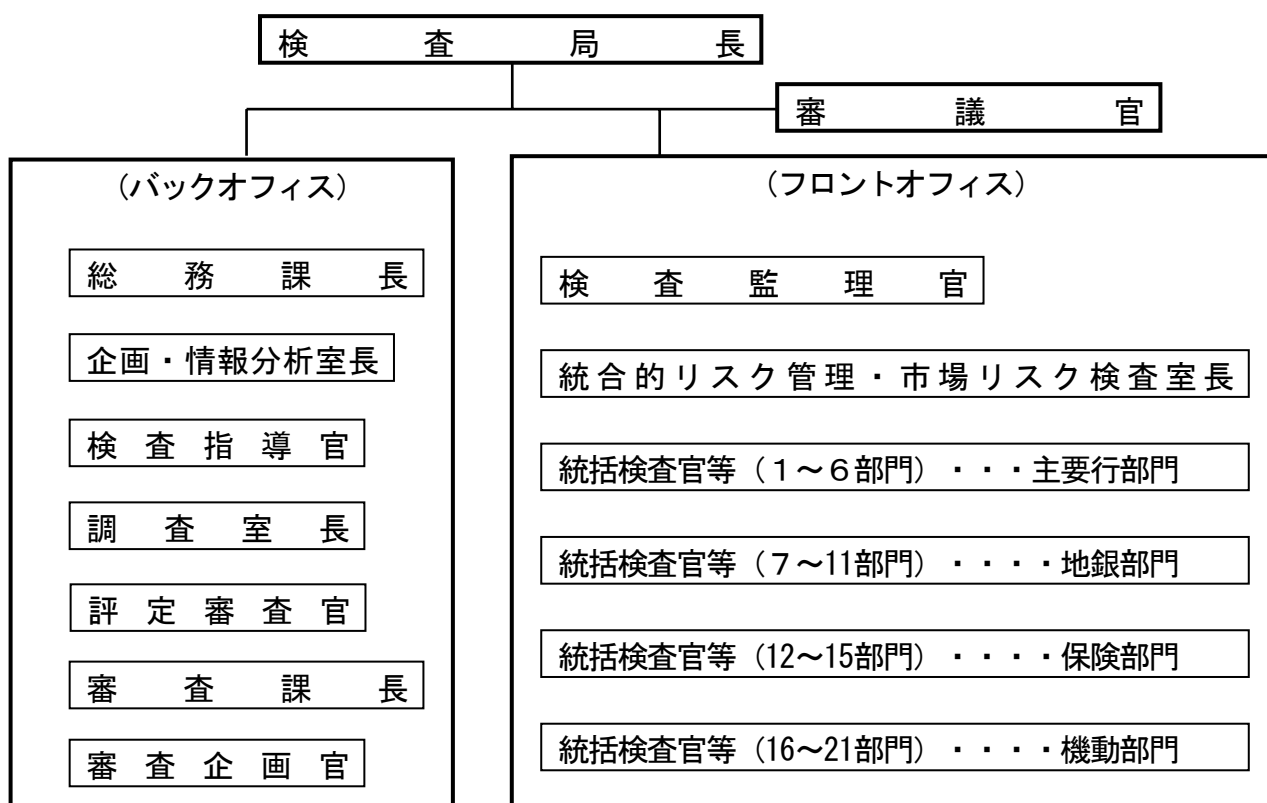 検査局長
審議官
（バックオフィス）
総務課長
企画・情報分析室長
検査指導官
調査室長
評定審査官
審査課長
審査企画官
（フロントオフィス）
検査監理官
統合的リスク管理・市場リスク検査室長
統括検査官等（１～６部門）・・・主要行部門
統括検査官等（７～11部門）・・・・地銀部門
統括検査官等（12～15部門）・・・・保険部門
統括検査官等（16～21部門）・・・・機動部門